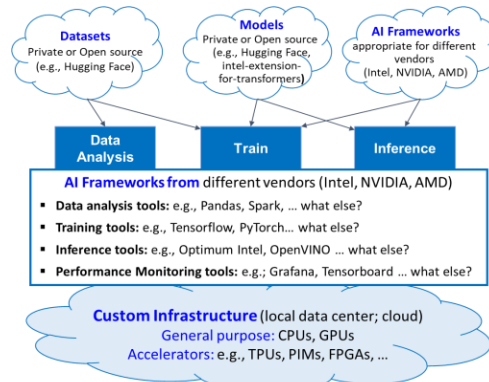 Datasets
Private or Open source
(e.g., Hugging Face)
Models
Private or Open source
(e.g., Hugging Face,
intel-extension-
for-transformers)
AI Frameworks
appropriate for different
vendors
(Intel, NVIDIA, AMD)
Data
Analysis
Train
Inference
AI Frameworks from different vendors (Intel, NVIDIA, AMD)
▪ Data analysis tools: e.g., Pandas, Spark, … what else?
▪ Training tools: e.g., Tensorflow, PyTorch… what else?
▪ Inference tools: e.g., Optimum Intel, OpenVINO … what else?
▪ Performance Monitoring tools: e.g.; Grafana, Tensorboard … what else?
Custom Infrastructure (local data center; cloud)
General purpose: CPUs, GPUs
Accelerators: e.g., TPUs, PIMs, FPGAs, …